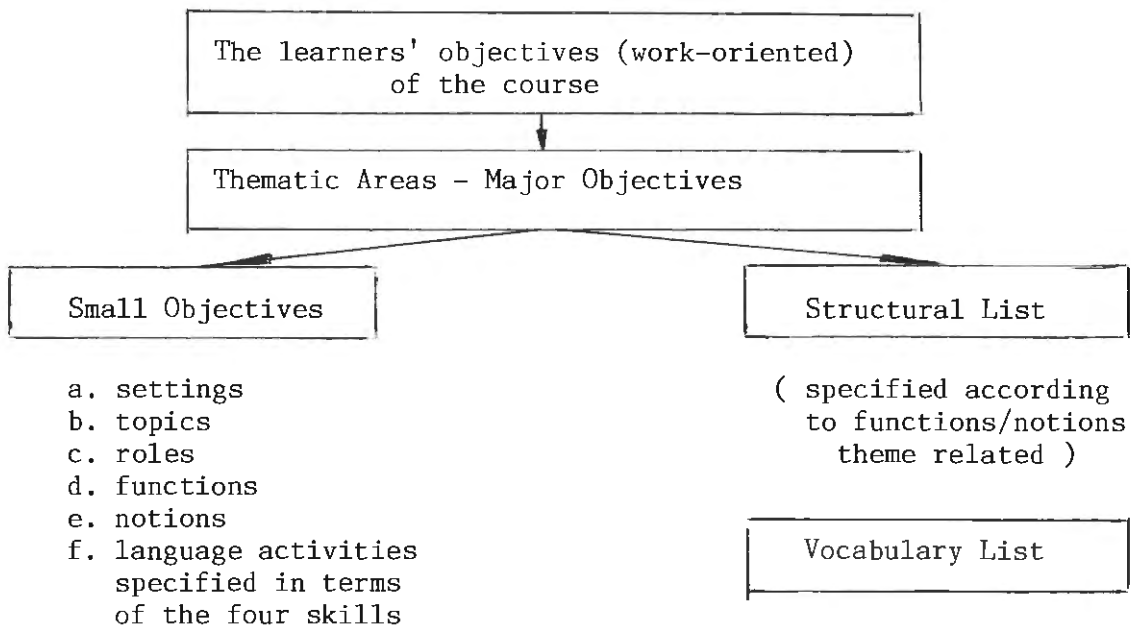 The learners' objectives (work-oriented)
of the course
Thematic Areas - Major Objectives
Small Objectives
a. settings
b. topics
c. roles
d. functions
e. notions
f. language activities
specified in terms
of the four skills
Structural List
( specified according
to functions/notions
theme related )
Vocabulary List